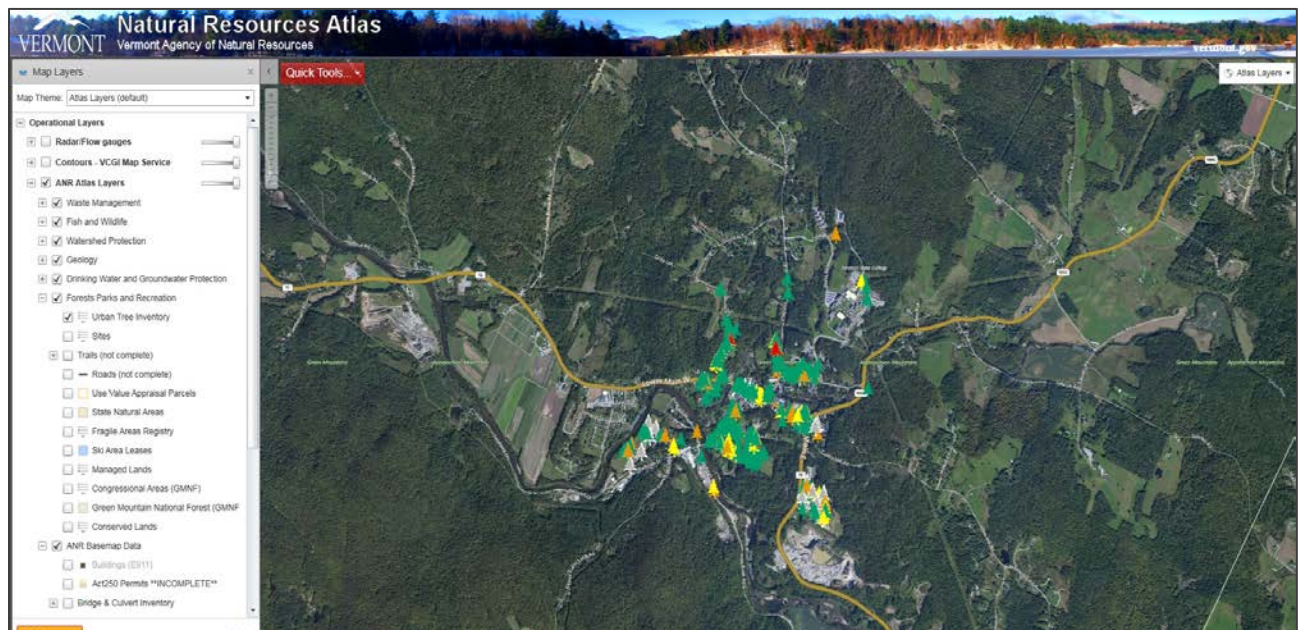 Natural Resources Atlas
VERMONT Vermont Agency of Natural Resources
vermont.gov
Map Layers
Quick Tools...
Atlas Layers
Map Theme: Atlas Layers (default)
Operational Layers
Radar/Flow gauges
Contours - VCGI Map Service
ANR Atlas Layers
Waste Management
Fish and Wildlife
Watershed Protection
Geology
Drinking Water and Groundwater Protection
Forests Parks and Recreation
Urban Tree Inventory
Sites
Trails (not complete)
Roads (not complete)
Use Value Appraisal Parcels
State Natural Areas
Fragile Areas Registry
Ski Area Leases
Managed Lands
Congressional Areas (GMNF)
Green Mountain National Forest (GMNF
Conserved Lands
ANR Basemap Data
Buildings (E911)
Act250 Permits **INCOMPLETE**
Bridge & Culvert Inventory
Green Mountains
Green Mountains